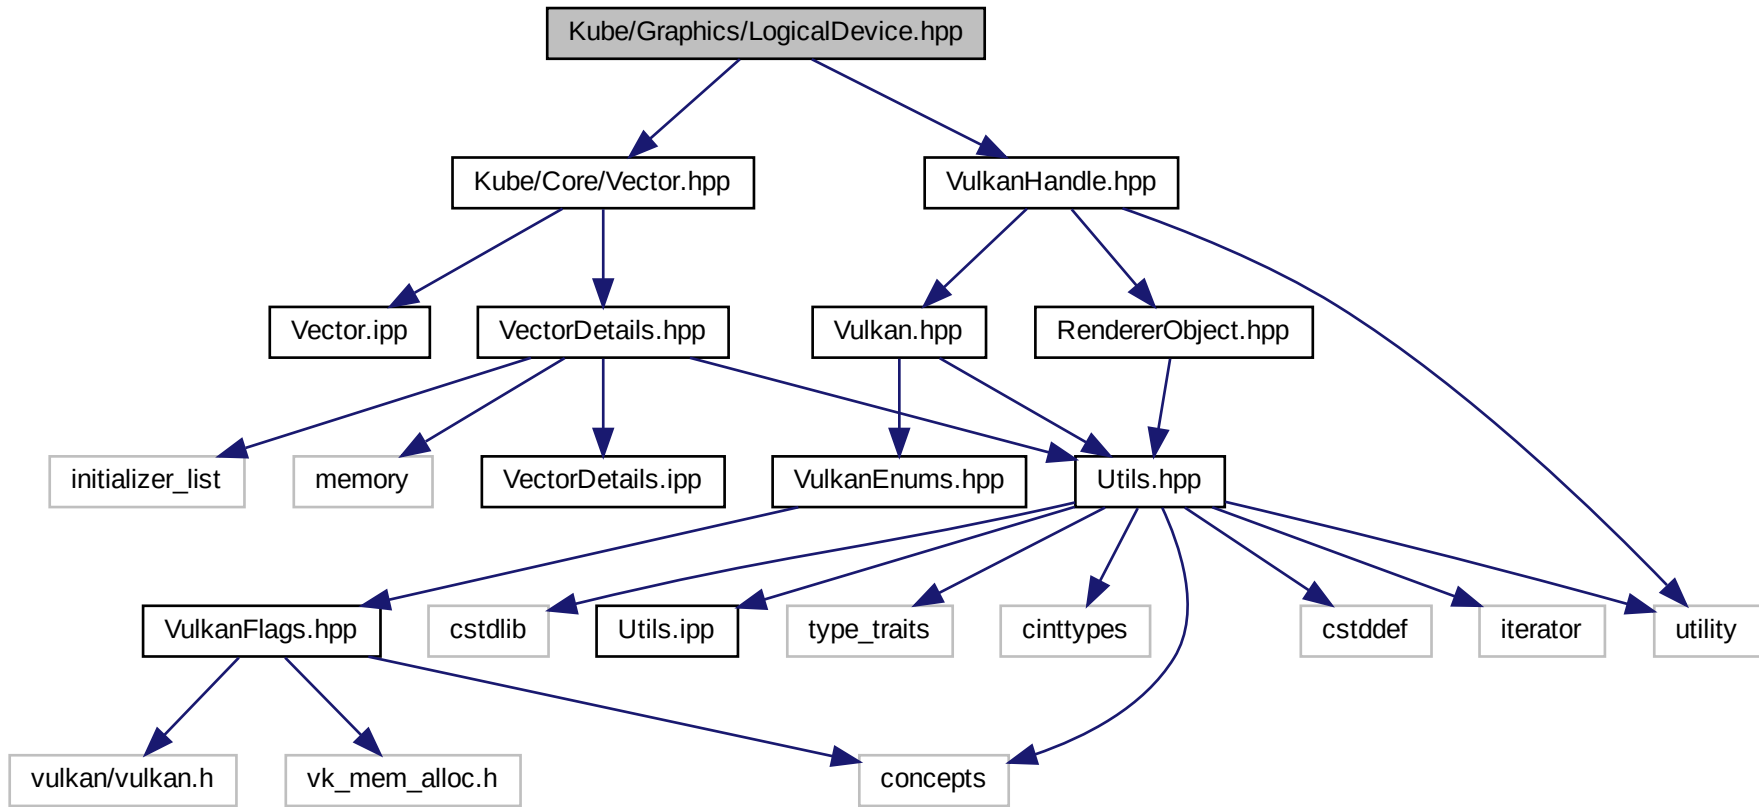 Kube/Graphics/LogicalDevice.hpp
Kube/Core/Vector.hpp
VulkanHandle.hpp
Vector.ipp
VectorDetails.hpp
Vulkan.hpp
RendererObject.hpp
initializer_list
memory
VectorDetails.ipp
VulkanEnums.hpp
Utils.hpp
VulkanFlags.hpp
cstdlib
Utils.ipp
type_traits
cinttypes
cstddef
iterator
utility
vulkan/vulkan.h
vk_mem_alloc.h
concepts